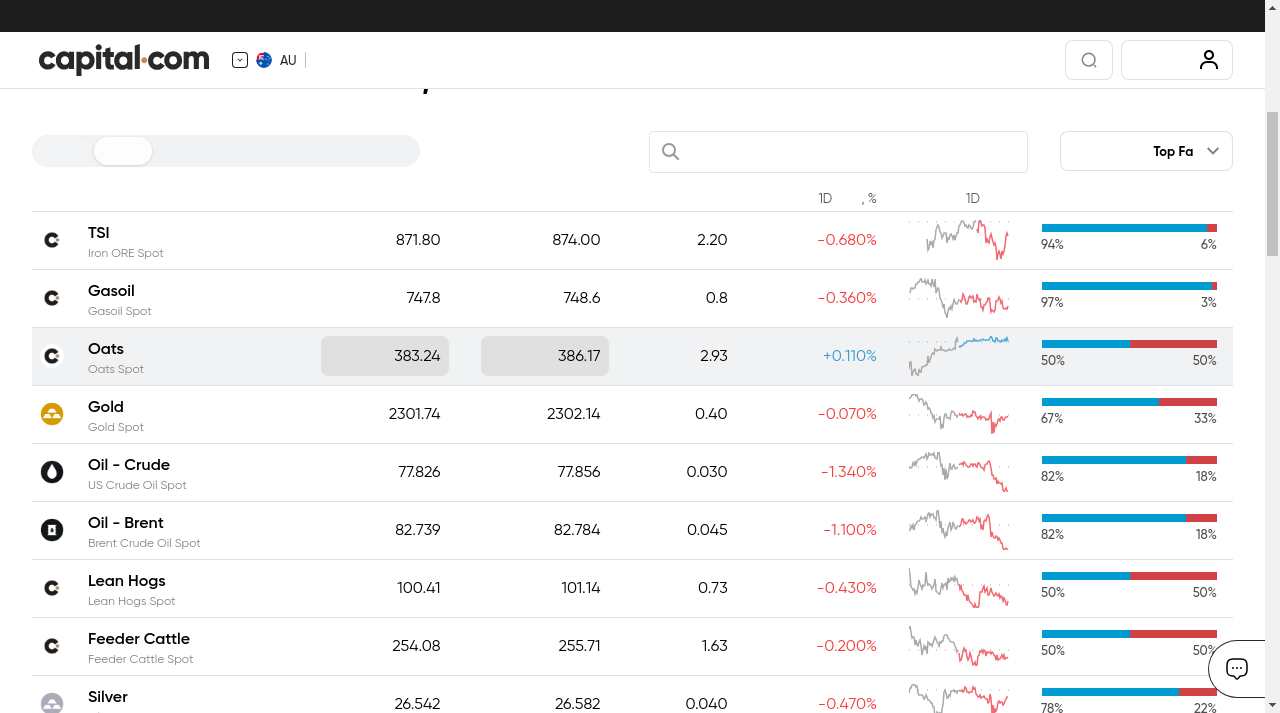 capital.com
AU
Top Fa
1D , % 1D
TSI 871.80 874.00 2.20 -0.680% 94% 6%
Iron ORE Spot
Gasoil 747.8 748.6 0.8 -0.360% 97% 3%
Gasoil Spot
Oats 383.24 386.17 2.93 +0.110% 50% 50%
Oats Spot
Gold 2301.74 2302.14 0.40 -0.070% 67% 33%
Gold Spot
Oil - Crude 77.826 77.856 0.030 -1.340% 82% 18%
US Crude Oil Spot
Oil - Brent 82.739 82.784 0.045 -1.100% 82% 18%
Brent Crude Oil Spot
Lean Hogs 100.41 101.14 0.73 -0.430% 50% 50%
Lean Hogs Spot
Feeder Cattle 254.08 255.71 1.63 -0.200% 50% 50%
Feeder Cattle Spot
Silver 26.542 26.582 0.040 -0.470% 78% 22%